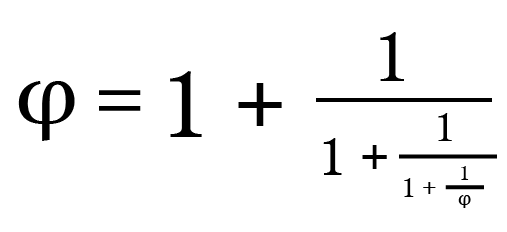 φ = 1 + 1
1 + 1
1 + 1
φ